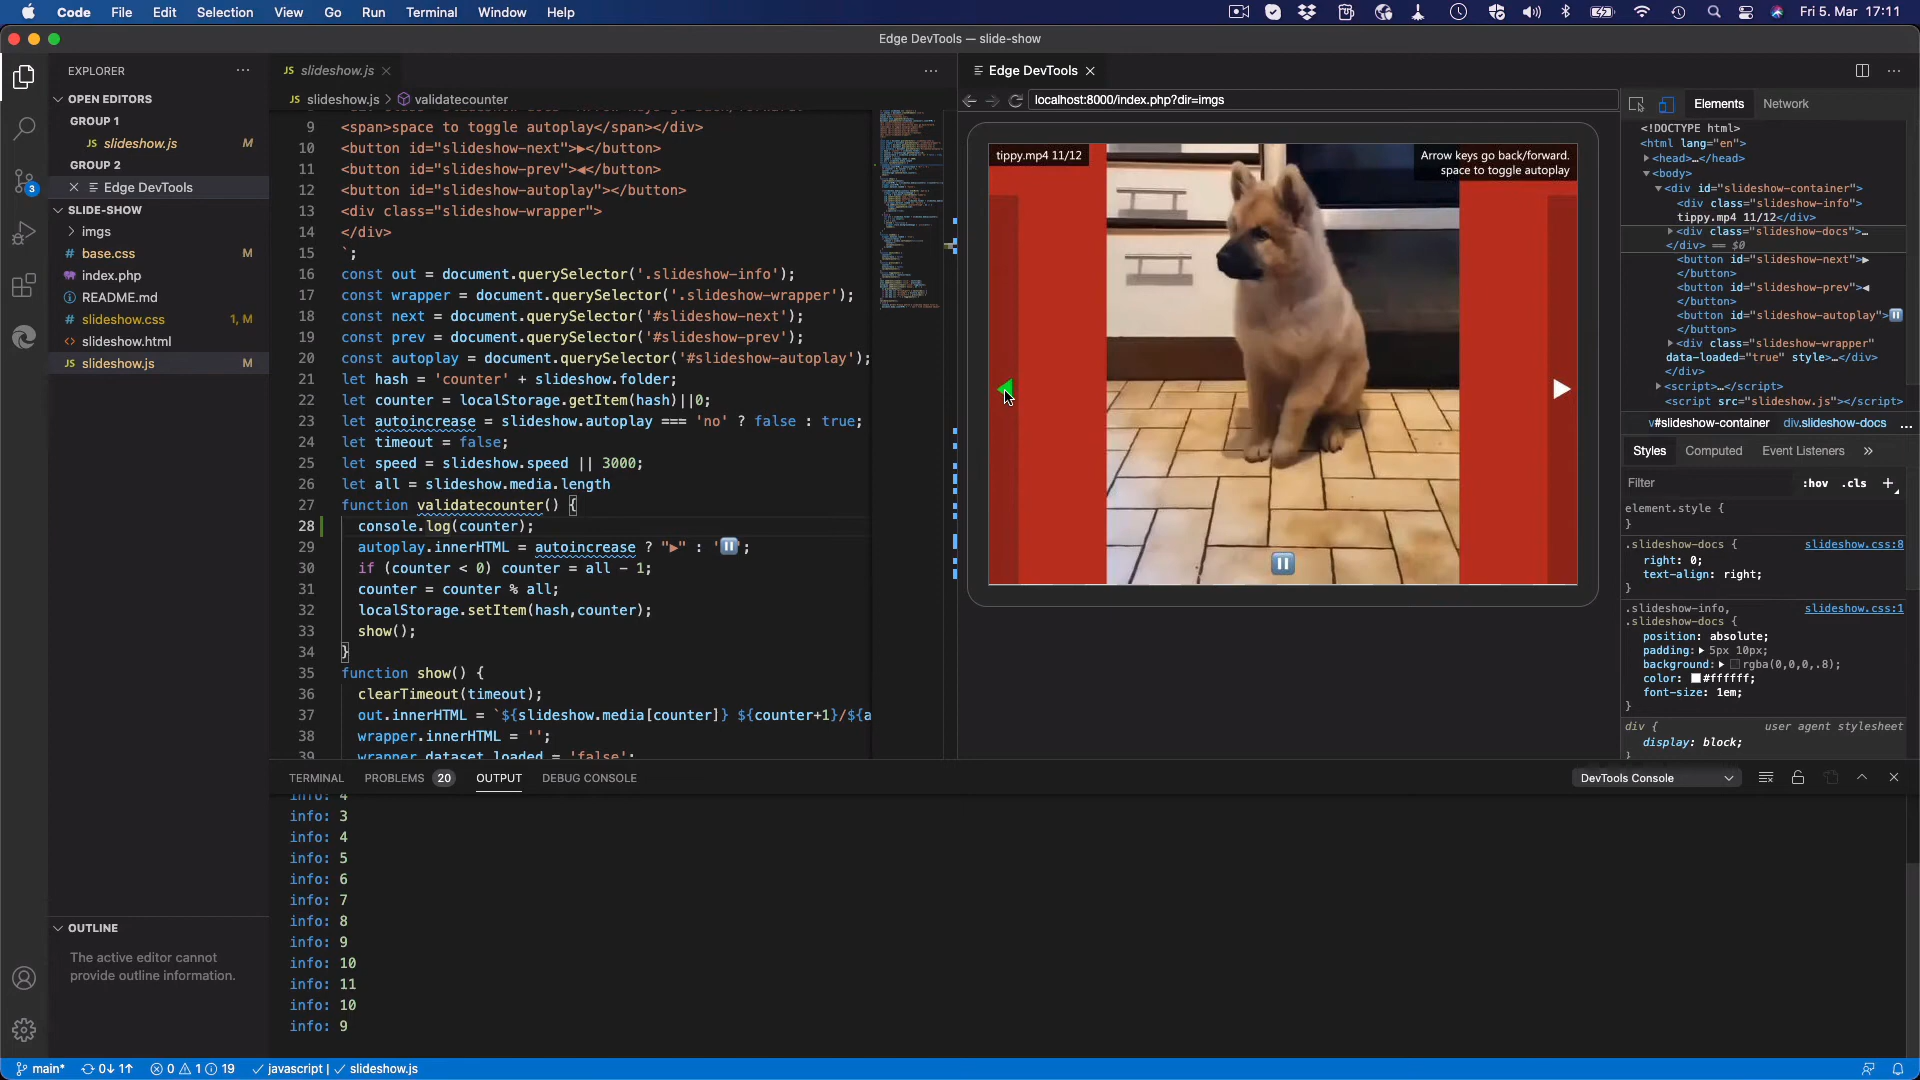 Code File Edit Selection View Go Run Terminal Window Help
Fri 5. Mar 17:11
Edge DevTools — slide-show
EXPLORER
OPEN EDITORS
GROUP 1
JS slideshow.js M
GROUP 2
Edge DevTools
SLIDE-SHOW
imgs
base.css M
index.php
README.md
slideshow.css 1, M
slideshow.html
JS slideshow.js M
3
OUTLINE
The active editor cannot
provide outline information.
JS slideshow.js
JS slideshow.js > validatecounter
9 <span>space to toggle autoplay</span></div>
10 <button id="slideshow-next">▶</button>
11 <button id="slideshow-prev">◀</button>
12 <button id="slideshow-autoplay"></button>
13 <div class="slideshow-wrapper">
14 </div>
15 `;
16 const out = document.querySelector('.slideshow-info');
17 const wrapper = document.querySelector('.slideshow-wrapper');
18 const next = document.querySelector('#slideshow-next');
19 const prev = document.querySelector('#slideshow-prev');
20 const autoplay = document.querySelector('#slideshow-autoplay');
21 let hash = 'counter' + slideshow.folder;
22 let counter = localStorage.getItem(hash)||0;
23 let autoincrease = slideshow.autoplay === 'no' ? false : true;
24 let timeout = false;
25 let speed = slideshow.speed || 3000;
26 let all = slideshow.media.length
27 function validatecounter() {
28 console.log(counter);
29 autoplay.innerHTML = autoincrease ? "▶" : '⏸';
30 if (counter < 0) counter = all - 1;
31 counter = counter % all;
32 localStorage.setItem(hash,counter);
33 show();
34 }
35 function show() {
36 clearTimeout(timeout);
37 out.innerHTML = `${slideshow.media[counter]} ${counter+1}/${a
38 wrapper.innerHTML = '';
39 wrapper.dataset.loaded = 'false';
Edge DevTools
localhost:8000/index.php?dir=imgs
tippy.mp4 11/12
Arrow keys go back/forward.
space to toggle autoplay
Elements Network
<!DOCTYPE html>
<html lang="en">
<head>…</head>
<body>
<div id="slideshow-container">
<div class="slideshow-info">
tippy.mp4 11/12</div>
<div class="slideshow-docs">…
</div> == $0
<button id="slideshow-next">▶
</button>
<button id="slideshow-prev">◀
</button>
<button id="slideshow-autoplay">⏸
</button>
<div class="slideshow-wrapper"
data-loaded="true" style>…</div>
</div>
<script>…</script>
<script src="slideshow.js"></script>
v#slideshow-container div.slideshow-docs ...
Styles Computed Event Listeners »
Filter :hov .cls +
element.style {
}
.slideshow-docs { slideshow.css:8
right: 0;
text-align: right;
}
.slideshow-info, slideshow.css:1
.slideshow-docs {
position: absolute;
padding: 5px 10px;
background: rgba(0,0,0,.8);
color: #ffffff;
font-size: 1em;
}
div { user agent stylesheet
display: block;
}
TERMINAL PROBLEMS 20 OUTPUT DEBUG CONSOLE
DevTools Console
info: 4
info: 3
info: 4
info: 5
info: 6
info: 7
info: 8
info: 9
info: 10
info: 11
info: 10
info: 9
main* 0↓ 1↑ 0 1 19 ✓ javascript | ✓ slideshow.js